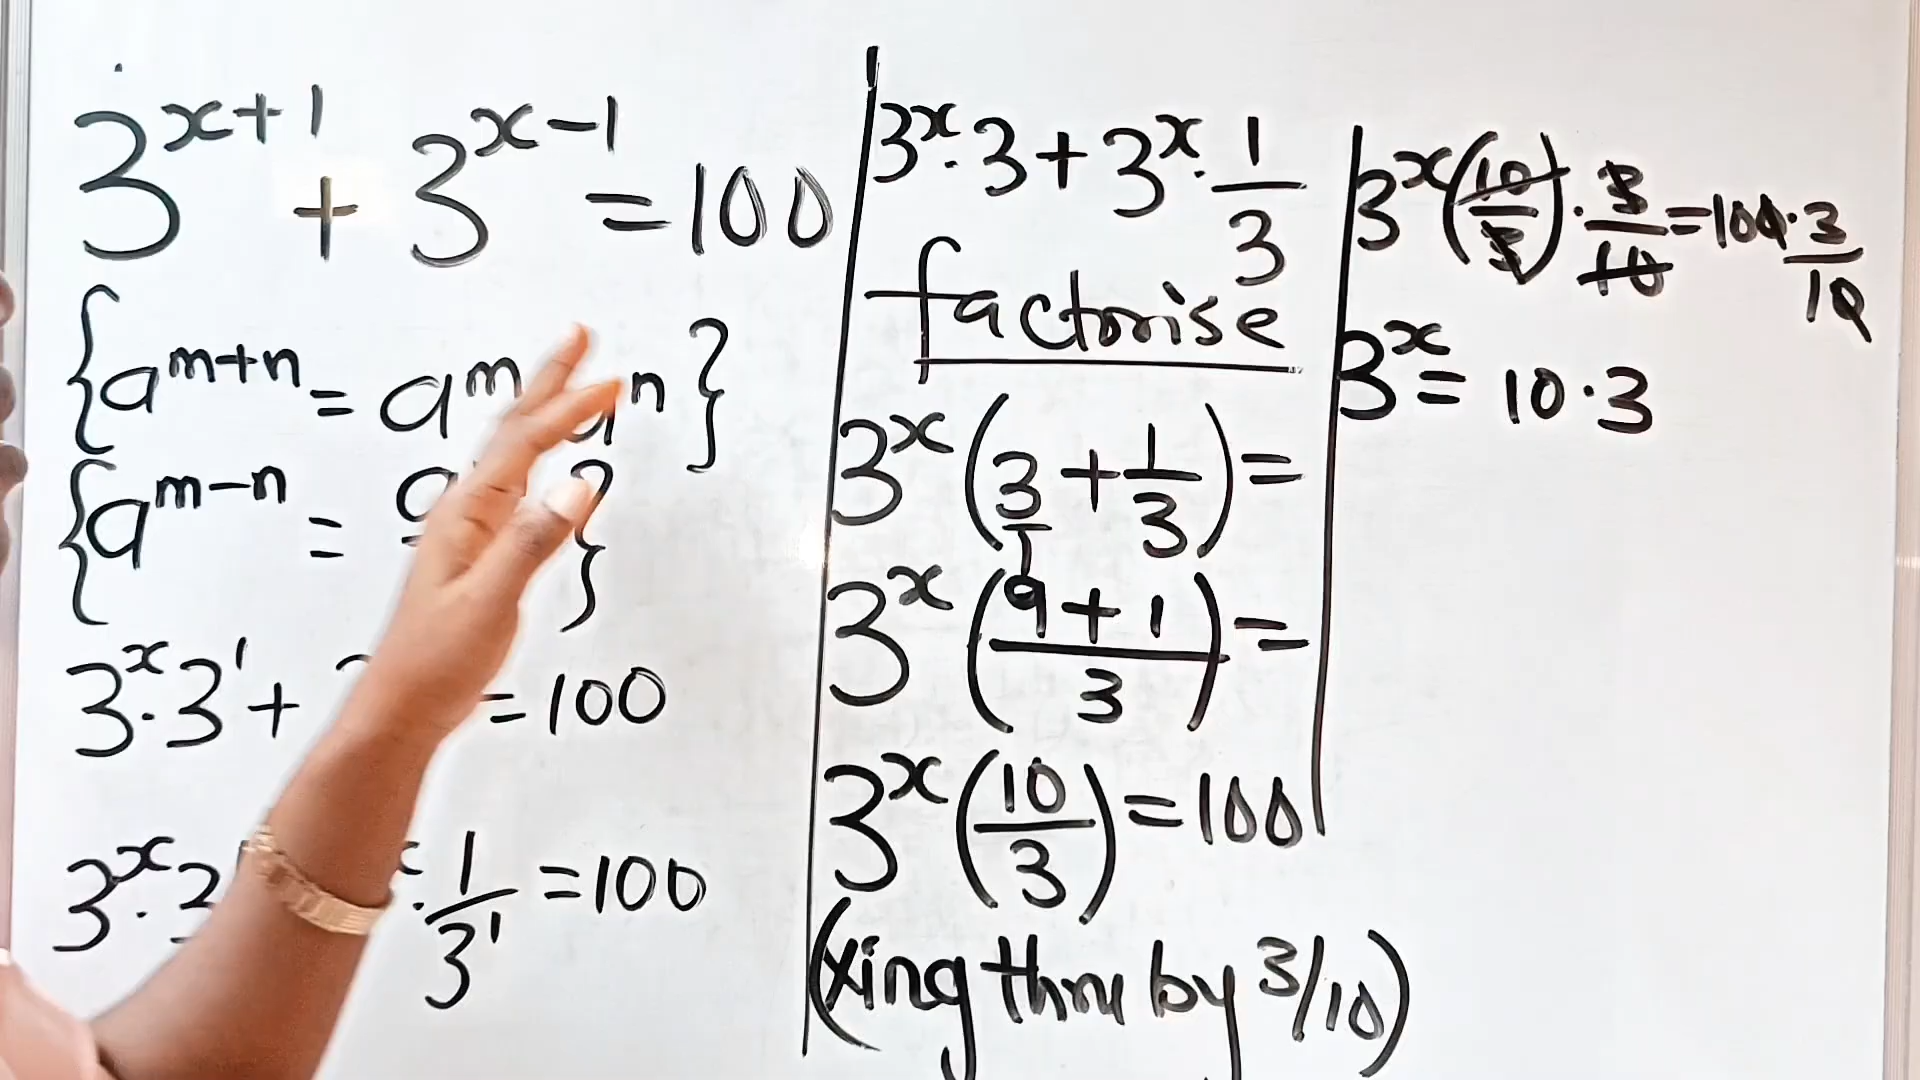 3^{x+1} + 3^{x-1} = 100
{a^{m+n} = a^m a^n}
{a^{m-n} = a }
3^x · 3^1 + = 100
3^x · 3 · 1/3^1 = 100
3^x · 3 + 3^x · 1/3
factorise
3^x (3/1 + 1/3) =
3^x ((9 + 1)/3) =
3^x (10/3) = 100
(xing thru by 3/10)
3^x (10/3) · 3/10 = 100 · 3/10
3^x = 10 · 3